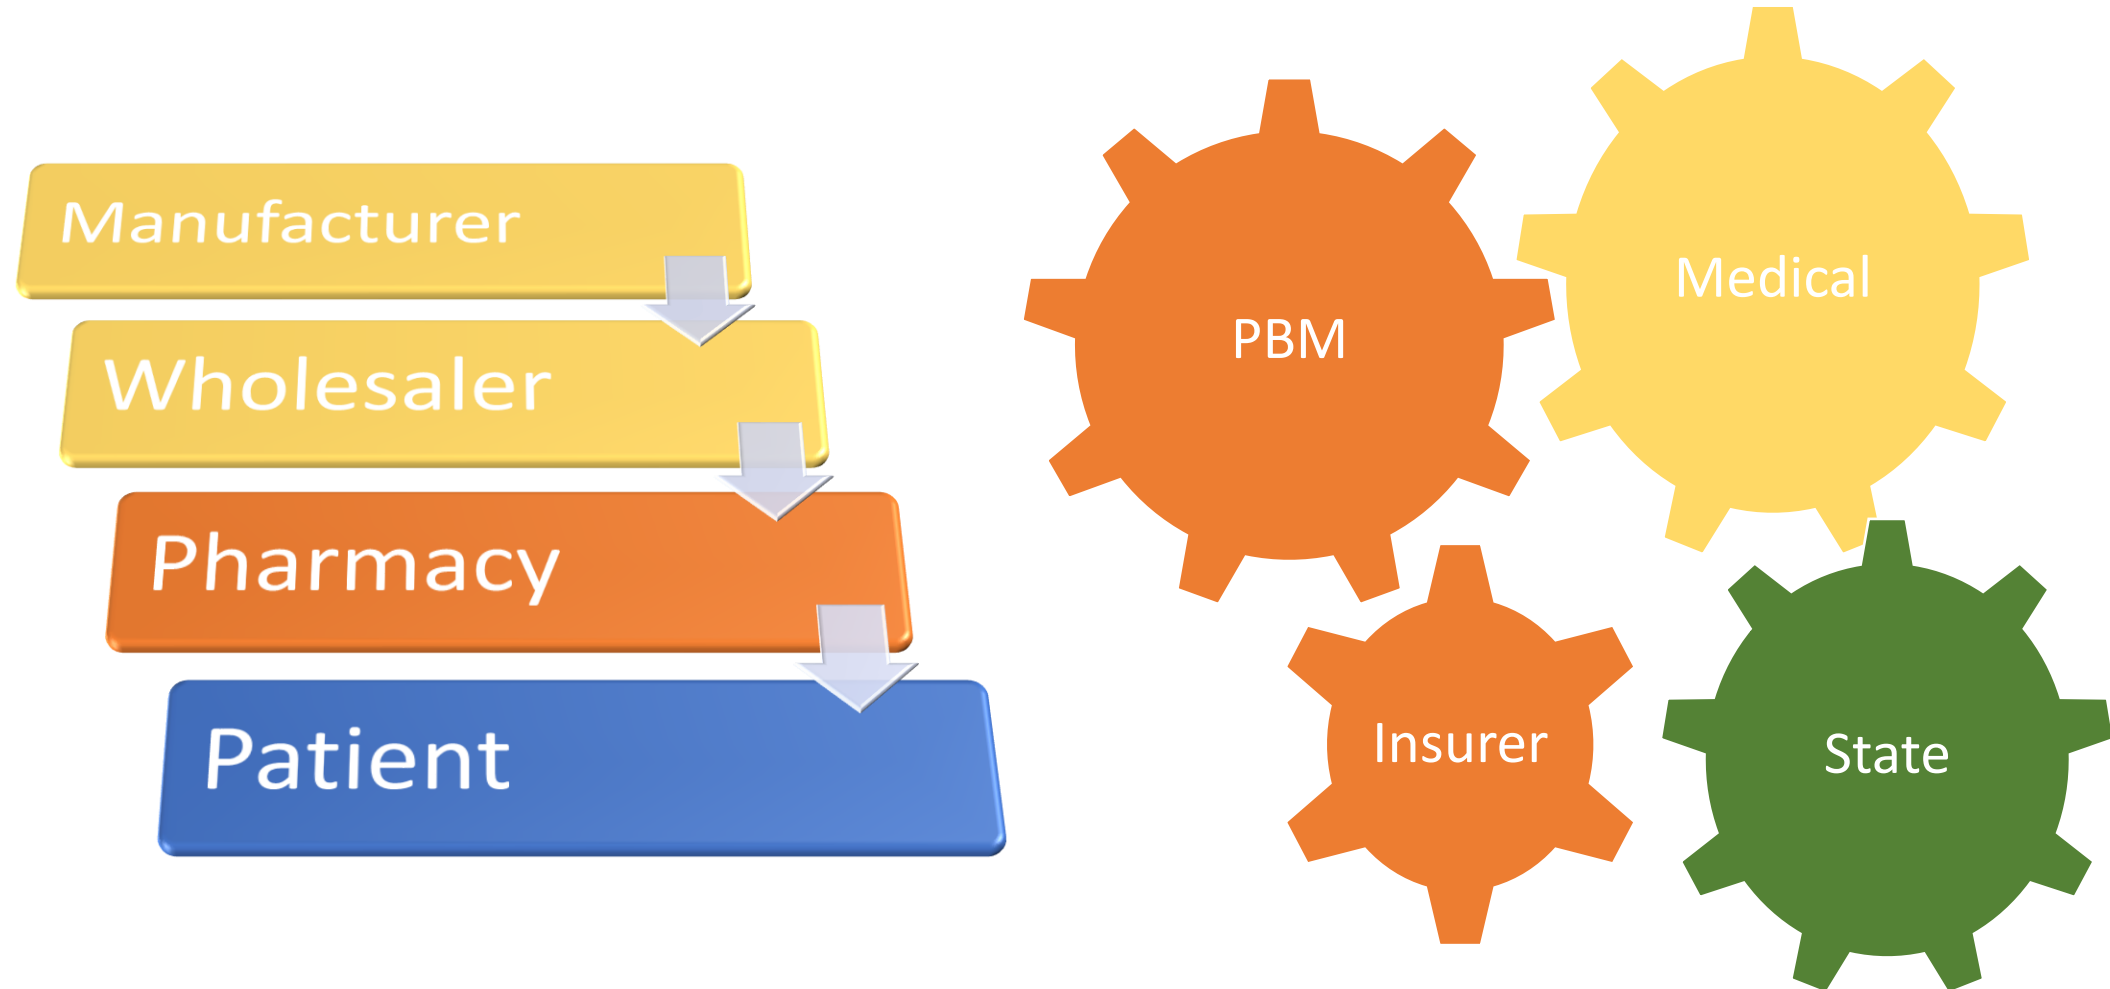 Manufacturer
Wholesaler
Pharmacy
Patient
PBM
Medical
Insurer
State